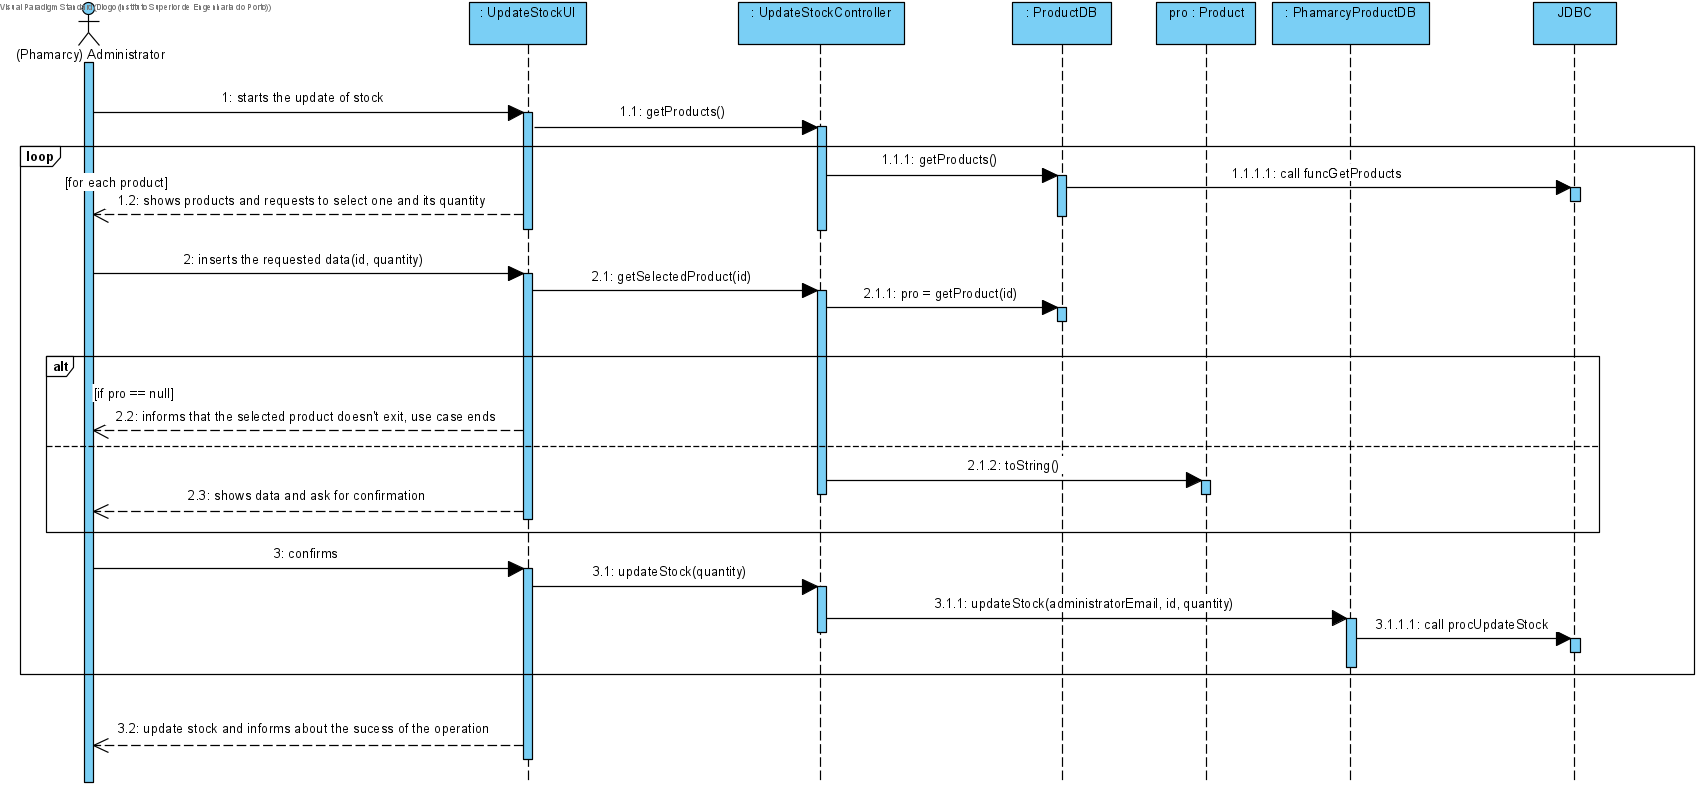 Visual Paradigm Standard(Diogo(Instituto Superior de Engenharia do Porto))
: UpdateStockUI
: UpdateStockController
: ProductDB
pro : Product
: PhamarcyProductDB
JDBC
(Phamarcy) Administrator
1: starts the update of stock
1.1: getProducts()
loop
1.1.1: getProducts()
1.1.1.1: call funcGetProducts
[for each product]
1.2: shows products and requests to select one and its quantity
2: inserts the requested data(id, quantity)
2.1: getSelectedProduct(id)
2.1.1: pro = getProduct(id)
alt
[if pro == null]
2.2: informs that the selected product doesn't exit, use case ends
2.1.2: toString()
2.3: shows data and ask for confirmation
3: confirms
3.1: updateStock(quantity)
3.1.1: updateStock(administratorEmail, id, quantity)
3.1.1.1: call procUpdateStock
3.2: update stock and informs about the sucess of the operation